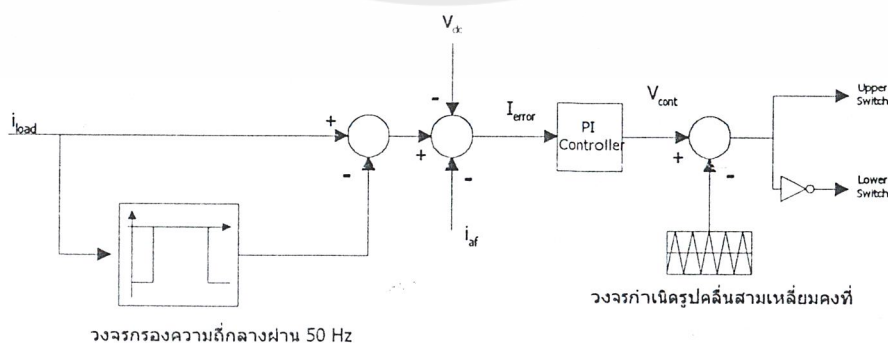 V_dc
-
i_load
+
-
+
-
I_error
PI
Controller
V_cont
+
-
Upper
Switch
Lower
Switch
i_af
วงจรกำเนิดรูปคลื่นสามเหลี่ยมคงที่
วงจรกรองความถี่กลางผ่าน 50 Hz